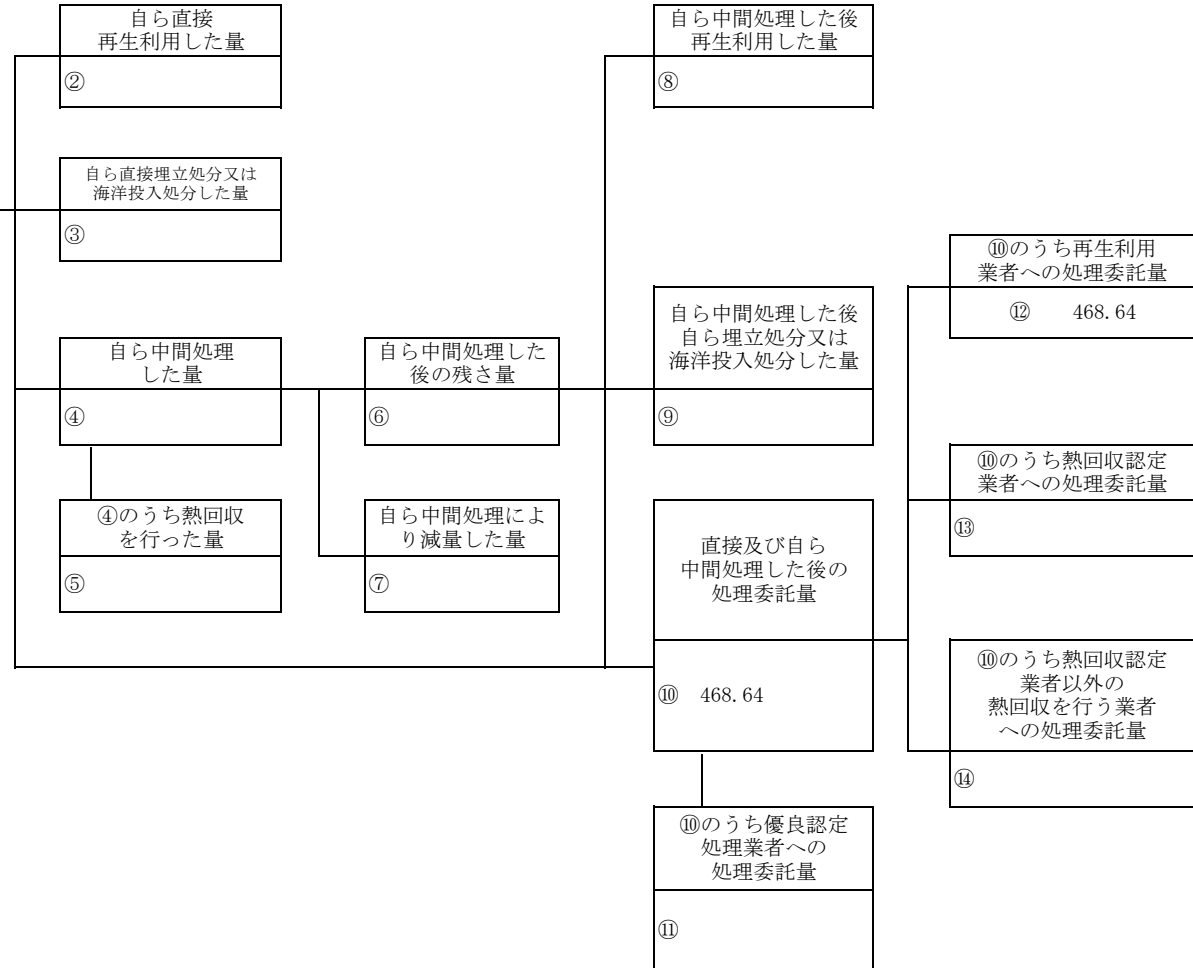 自ら直接
再生利用した量
②
自ら直接埋立処分又は
海洋投入処分した量
③
自ら中間処理
した量
④
④のうち熱回収
を行った量
⑤
自ら中間処理した
後の残さ量
⑥
自ら中間処理によ
り減量した量
⑦
自ら中間処理した後
再生利用した量
⑧
自ら中間処理した後
自ら埋立処分又は
海洋投入処分した量
⑨
直接及び自ら
中間処理した後の
処理委託量
⑩ 468.64
⑩のうち優良認定
処理業者への
処理委託量
⑪
⑩のうち再生利用
業者への処理委託量
⑫ 468.64
⑩のうち熱回収認定
業者への処理委託量
⑬
⑩のうち熱回収認定
業者以外の
熱回収を行う業者
への処理委託量
⑭